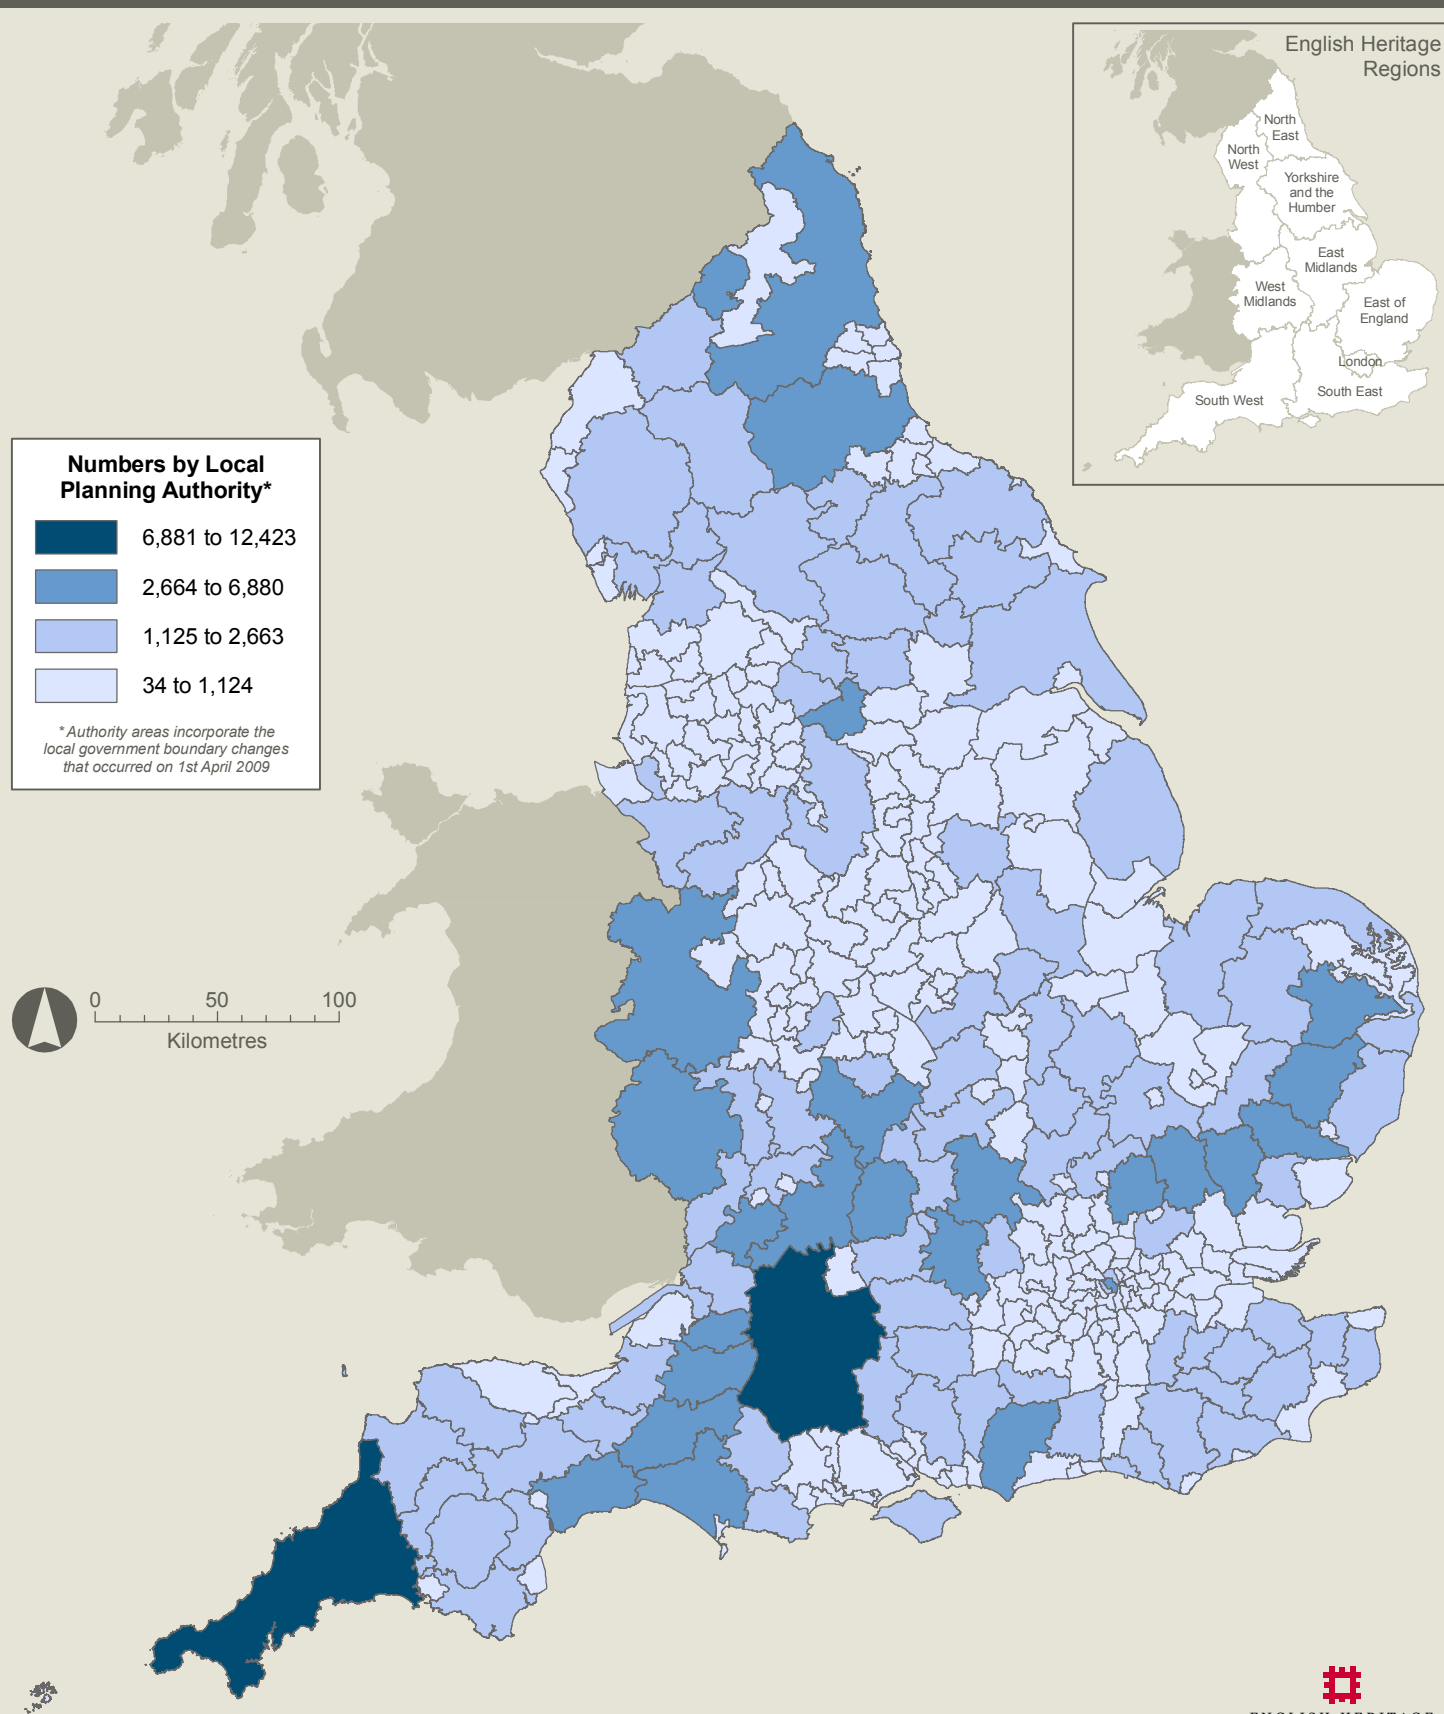 English Heritage
Regions
North
East
North
West
Yorkshire
and the
Humber
East
Midlands
West
Midlands
East of
England
London
South East
South West
Numbers by Local
Planning Authority*
6,881 to 12,423
2,664 to 6,880
1,125 to 2,663
34 to 1,124
* Authority areas incorporate the
local government boundary changes
that occurred on 1st April 2009
0 50 100
Kilometres
ENGLISH HERITAGE